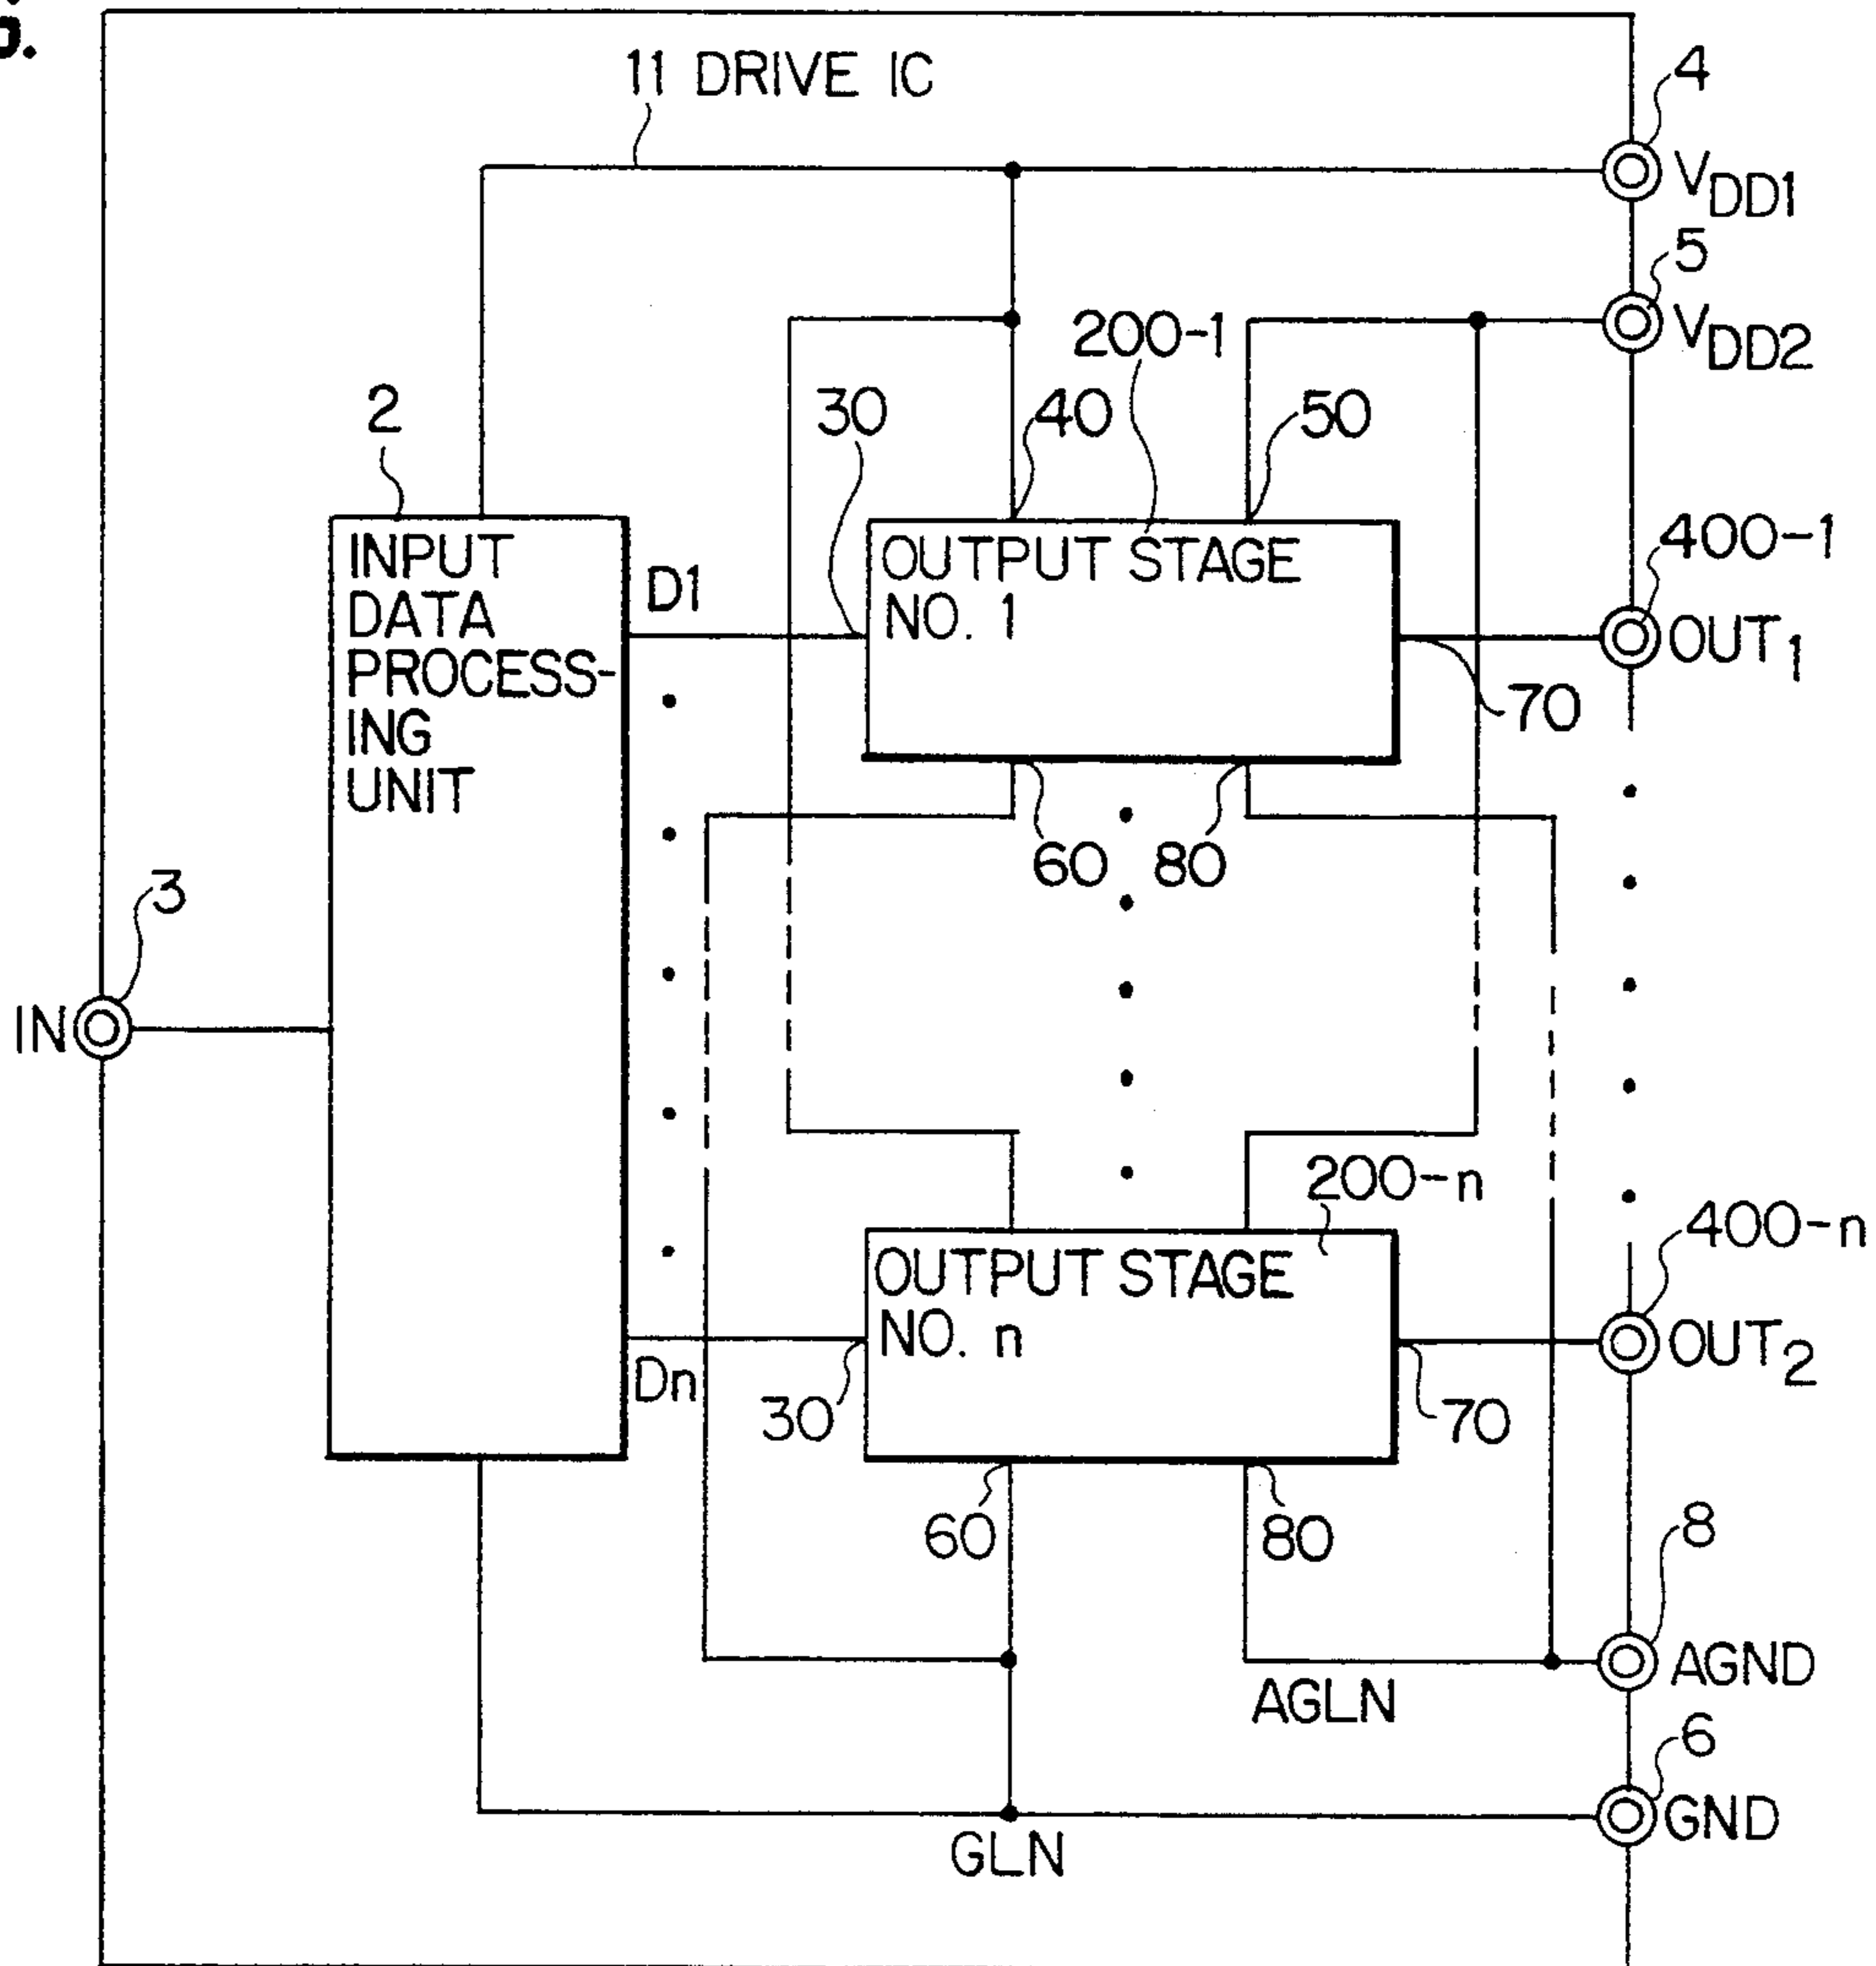 11 DRIVE IC
4
VDD1
5
VDD2
200-1
2
30
40
50
400-1
INPUT
DATA
PROCESS-
ING
UNIT
D1
OUTPUT STAGE
NO. 1
OUT1
70
60
80
3
IN
200-n
400-n
OUTPUT STAGE
NO. n
OUT2
Dn
30
70
60
80
8
AGND
AGLN
6
GND
GLN